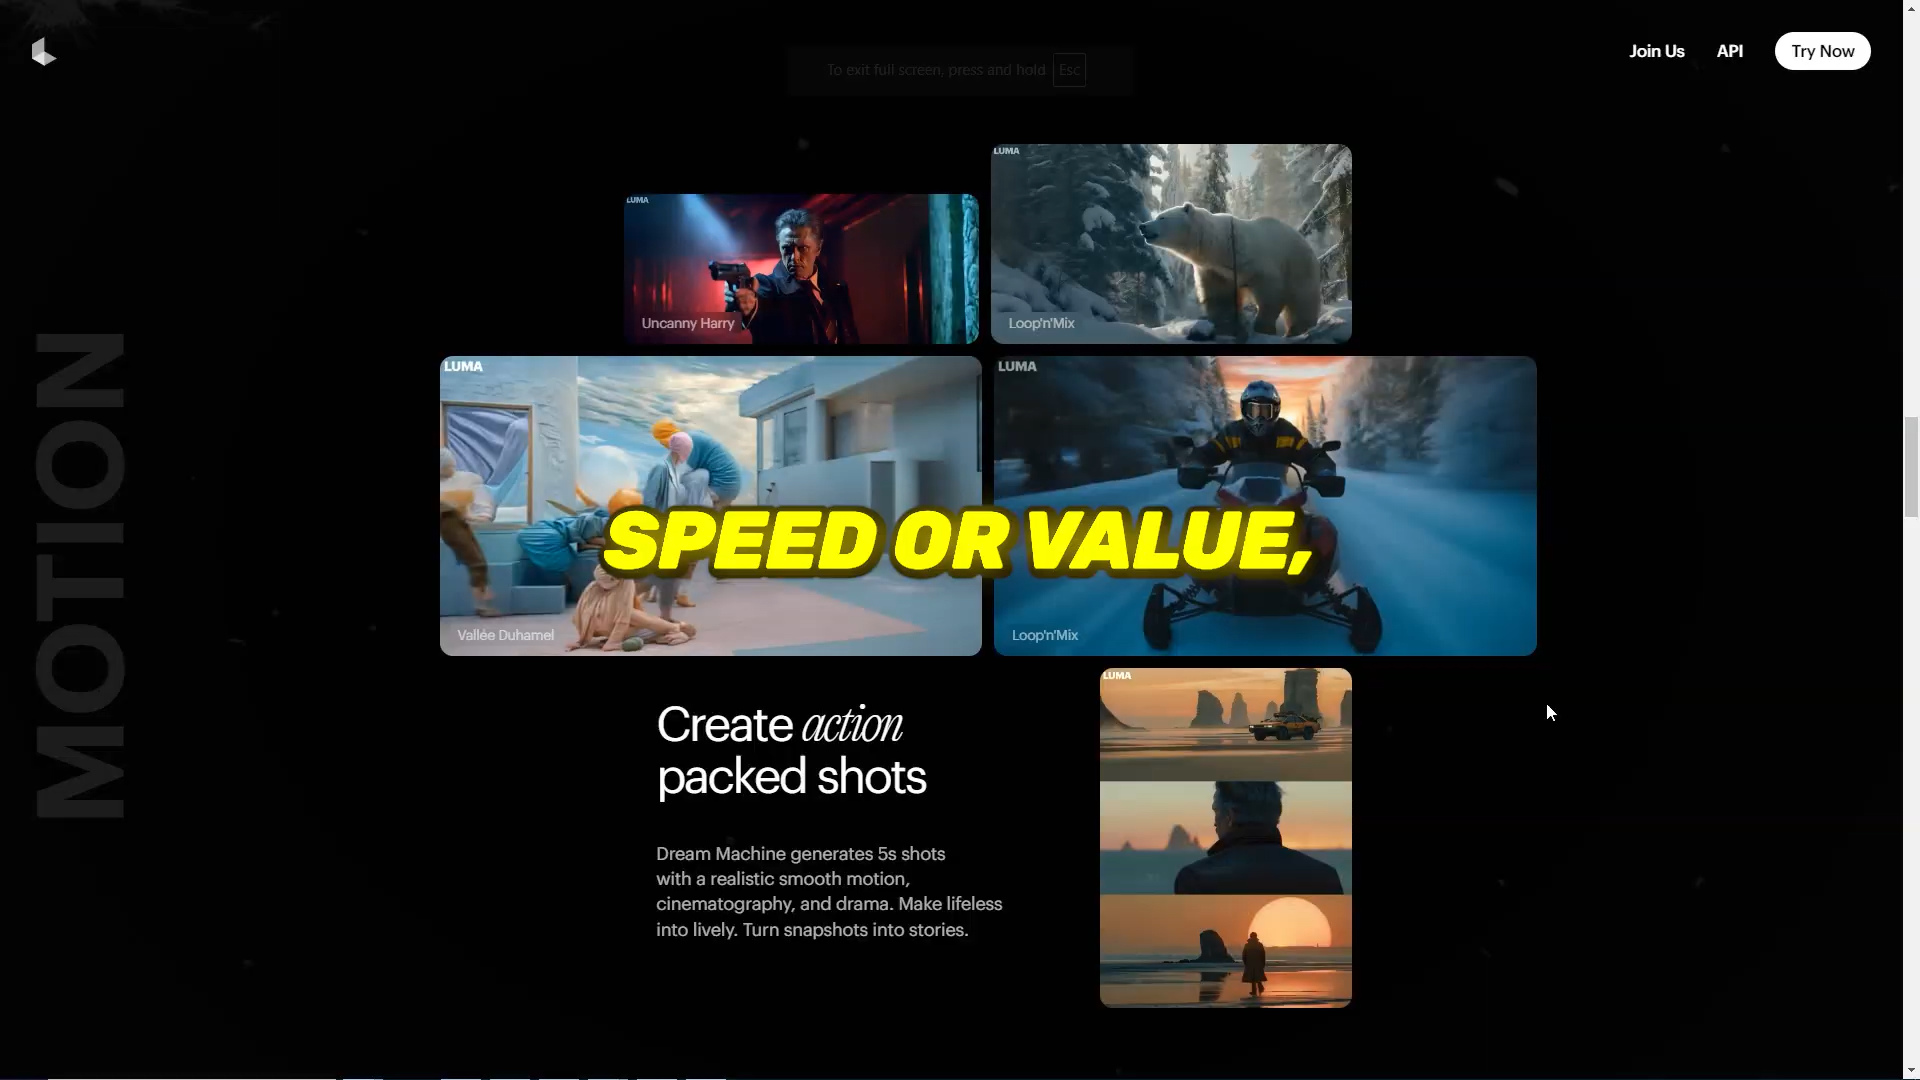 Join Us API Try Now
To exit full screen, press and hold Esc
LUMA
LUMA
Uncanny Harry
Loop'n'Mix
LUMA
LUMA
MOTION
SPEED OR VALUE,
Vallée Duhamel
Loop'n'Mix
LUMA
Create action
packed shots
Dream Machine generates 5s shots
with a realistic smooth motion,
cinematography, and drama. Make lifeless
into lively. Turn snapshots into stories.